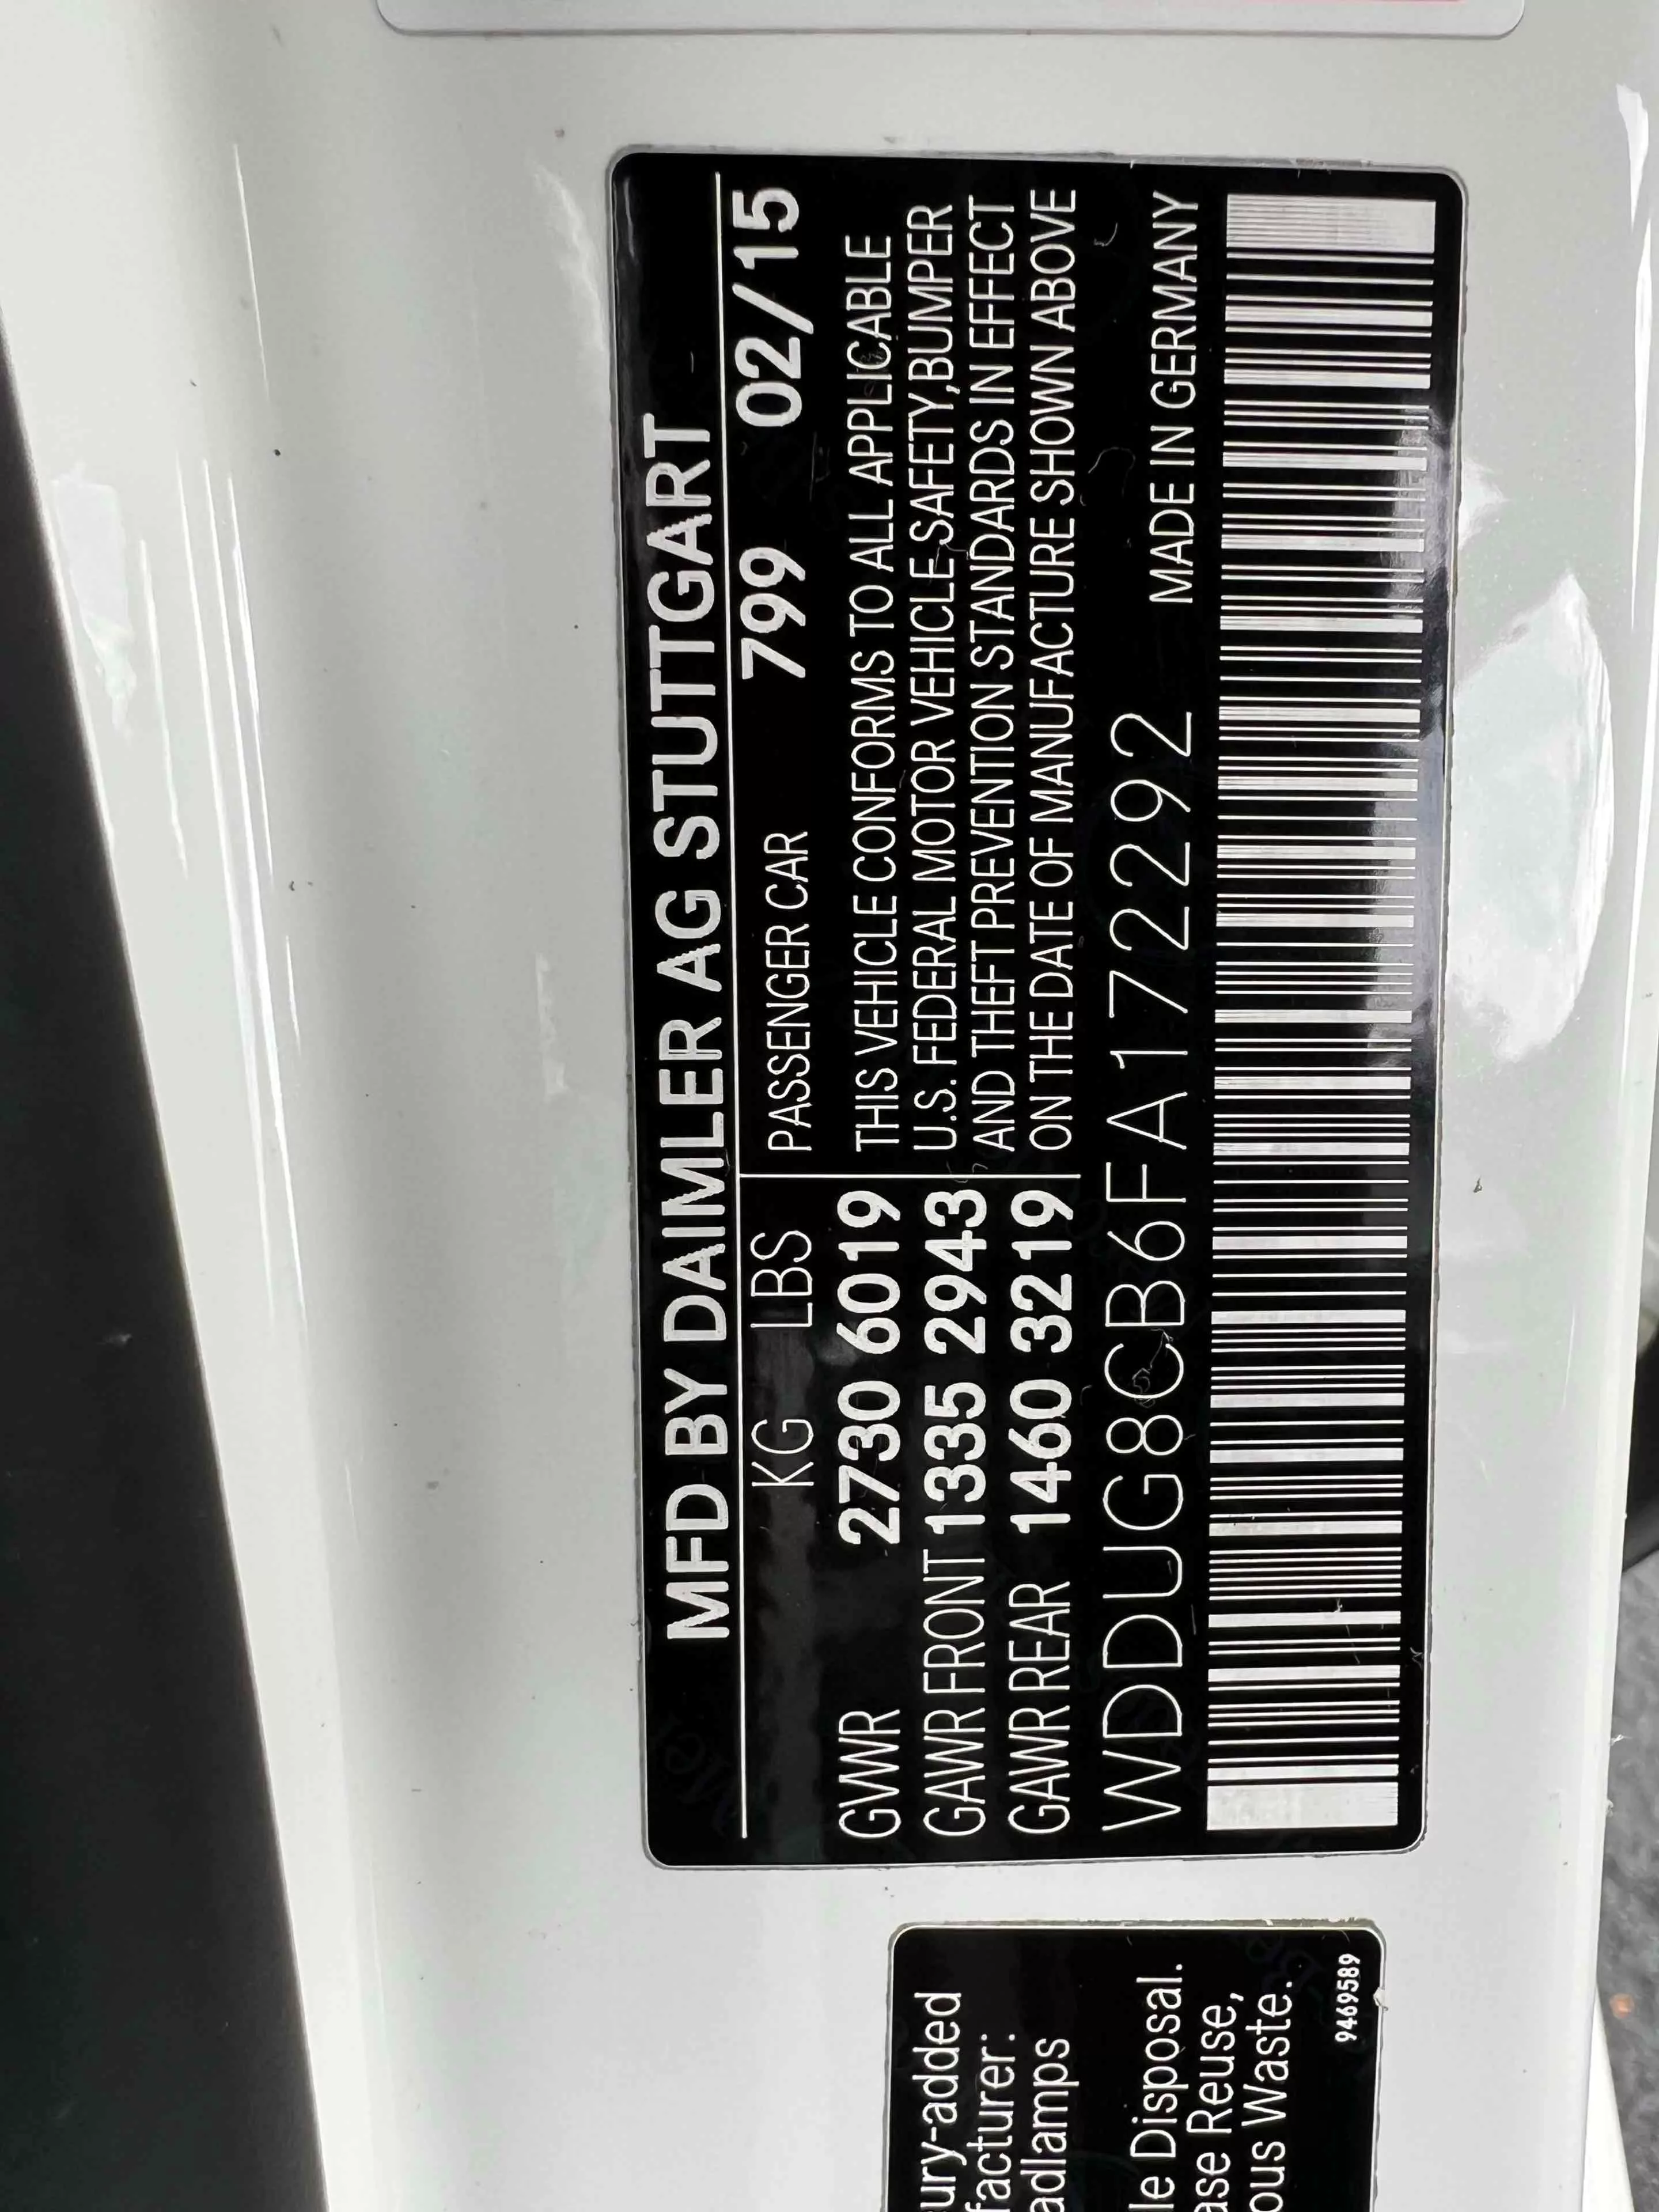 MFD BY DAIMLER AG STUTTGART
KG LBS PASSENGER CAR 799 02/15
GVWR 2730 6019 THIS VEHICLE CONFORMS TO ALL APPLICABLE
GAWR FRONT 1335 2943 U.S. FEDERAL MOTOR VEHICLE SAFETY,BUMPER
AND THEFT PREVENTION STANDARDS IN EFFECT
GAWR REAR 1460 3219 ON THE DATE OF MANUFACTURE SHOWN ABOVE
WDDUG8CB6FA172292 MADE IN GERMANY
ury-added
facturer:
adlamps
le Disposal.
ase Reuse,
ous Waste.
9469589